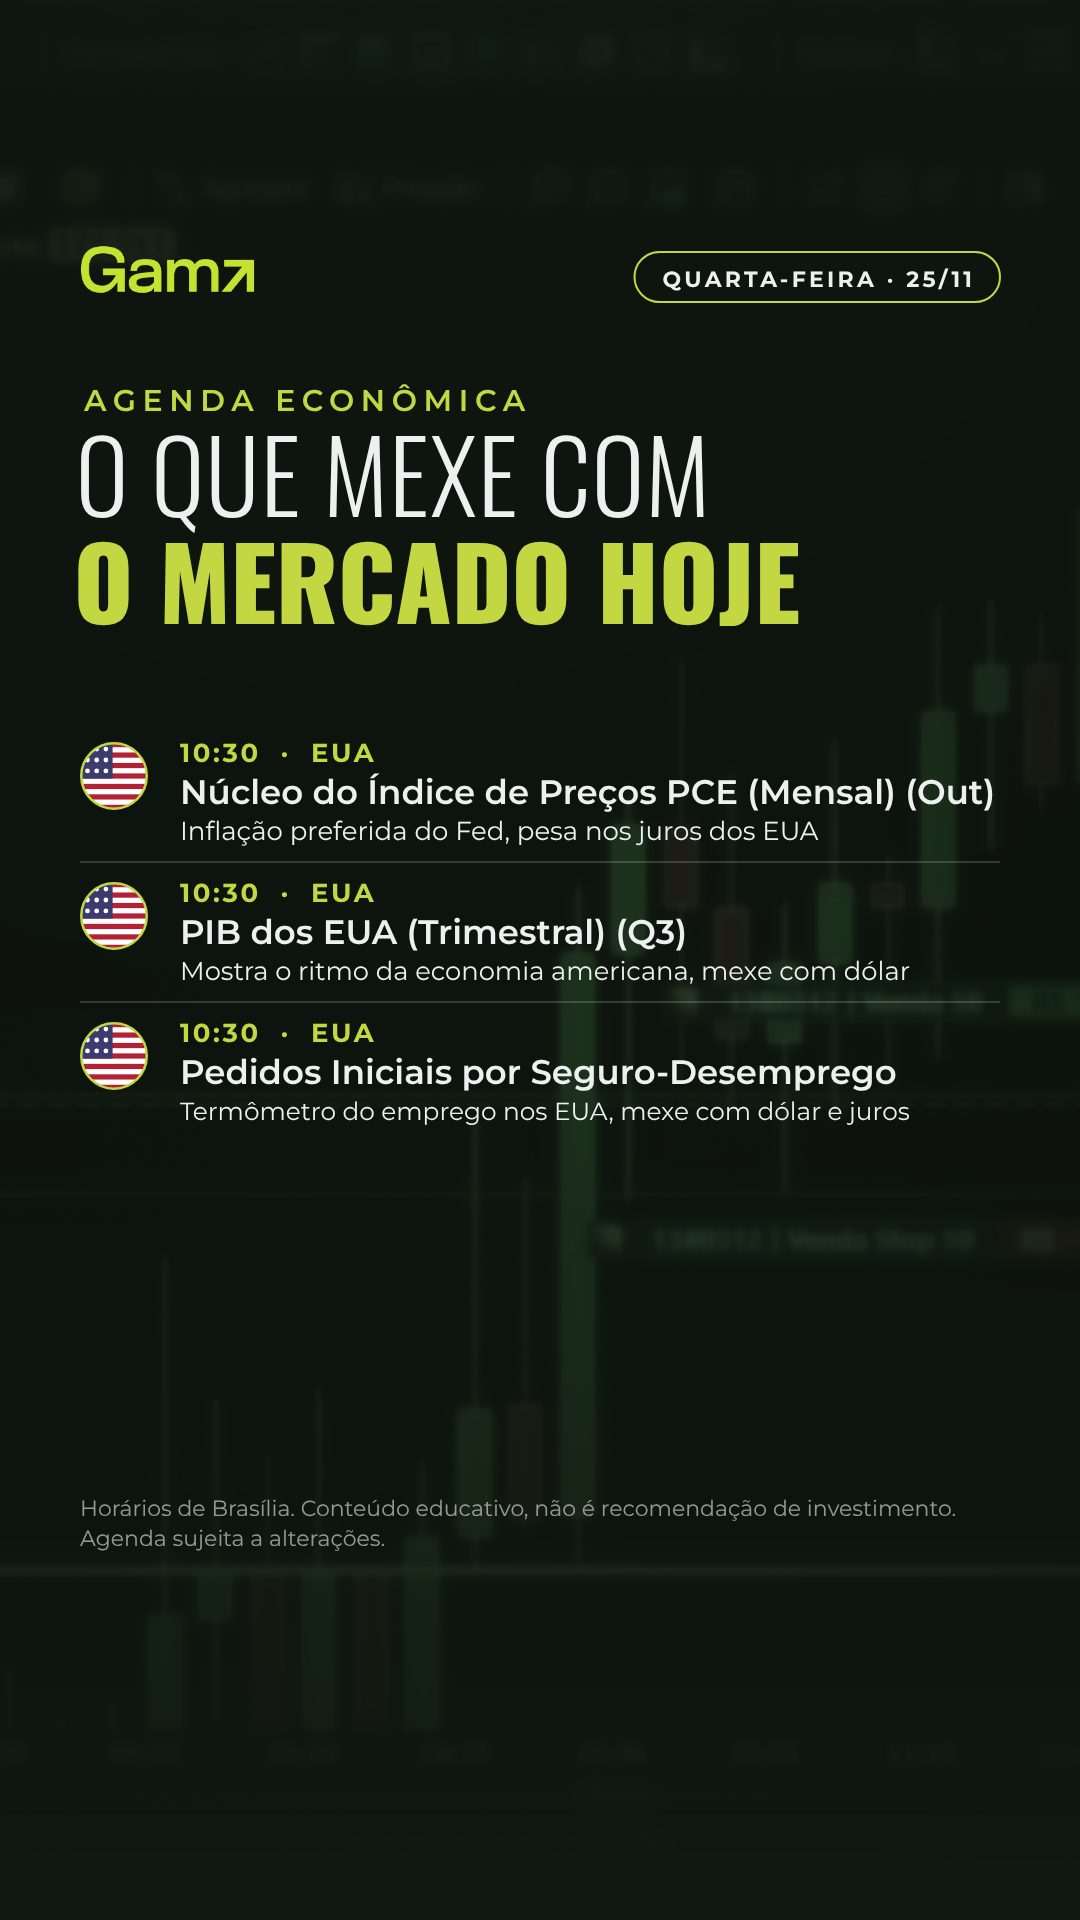 Gama
QUARTA-FEIRA · 25/11
AGENDA ECONÔMICA
O QUE MEXE COM
O MERCADO HOJE
10:30 · EUA
Núcleo do Índice de Preços PCE (Mensal) (Out)
Inflação preferida do Fed, pesa nos juros dos EUA
10:30 · EUA
PIB dos EUA (Trimestral) (Q3)
Mostra o ritmo da economia americana, mexe com dólar
10:30 · EUA
Pedidos Iniciais por Seguro-Desemprego
Termômetro do emprego nos EUA, mexe com dólar e juros
Horários de Brasília. Conteúdo educativo, não é recomendação de investimento.
Agenda sujeita a alterações.